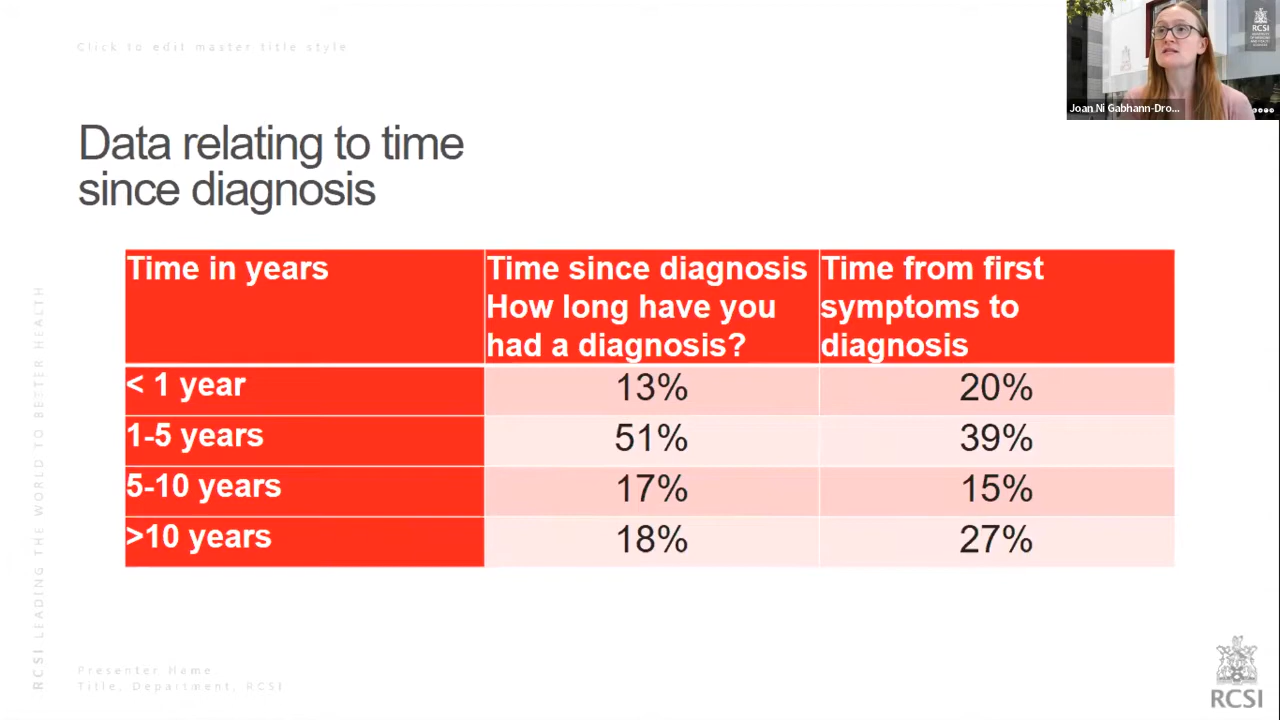 Click to edit master title style
RCSI
Joan Ni Gabhann-Dro...
Data relating to time
since diagnosis
Time in years
Time since diagnosis
How long have you
had a diagnosis?
Time from first
symptoms to
diagnosis
< 1 year
13%
20%
1-5 years
51%
39%
5-10 years
17%
15%
>10 years
18%
27%
RCSI LEADING THE WORLD TO BETTER HEALTH
Presenter Name
Title, Department, RCSI
RCSI